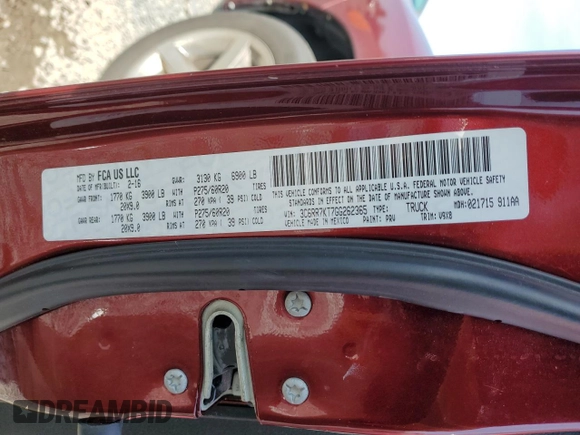 MFD BY FCA US LLC
DATE OF MFR(BUILT): 2-16 GVWR: 3130 KG 6900 LB
GAWR FRONT: 1770 KG 3900 LB WITH P275/60R20 TIRES
20X9.0 270 KPA( 39 PSI) COLD
GAWR REAR: 1770 KG 3900 LB WITH P275/60R20 TIRES
20X9.0 270 KPA( 39 PSI) COLD
THIS VEHICLE CONFORMS TO ALL APPLICABLE U.S.A. FEDERAL MOTOR VEHICLE SAFETY
STANDARDS IN EFFECT ON THE DATE OF MANUFACTURE SHOWN ABOVE.
VIN: 3C6RR7KT7GG262365 TYPE: TRUCK MDH: 021715 911AA
VEHICLE MADE IN MEXICO PAINT: PRV TRIM: V9X8
DREAMBID